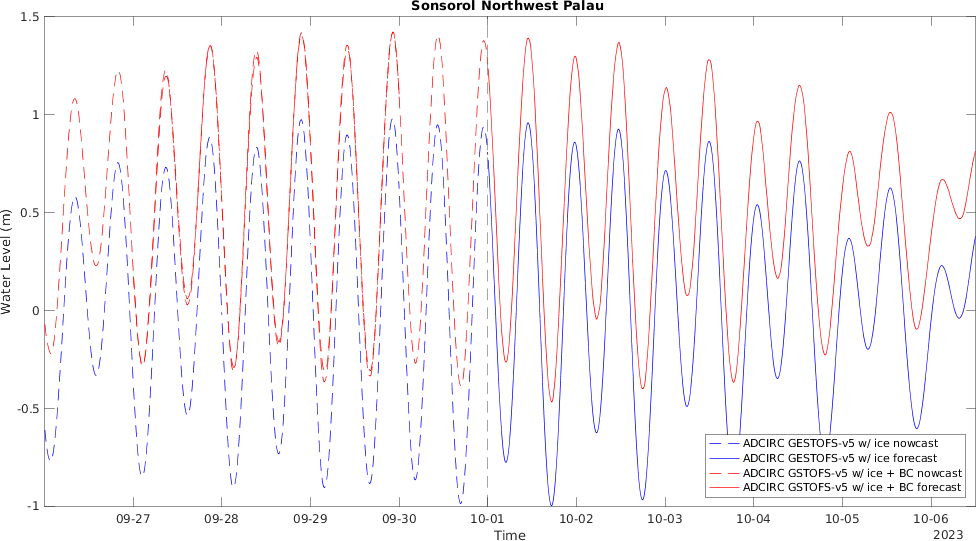 Sonsorol Northwest Palau
1.5
1
0.5
0
-0.5
-1
Water Level (m)
09-27
09-28
09-29
09-30
10-01
10-02
10-03
10-04
10-05
10-06
Time
2023
ADCIRC GESTOFS-v5 w/ ice nowcast
ADCIRC GESTOFS-v5 w/ ice forecast
ADCIRC GSTOFS-v5 w/ ice + BC nowcast
ADCIRC GSTOFS-v5 w/ ice + BC forecast